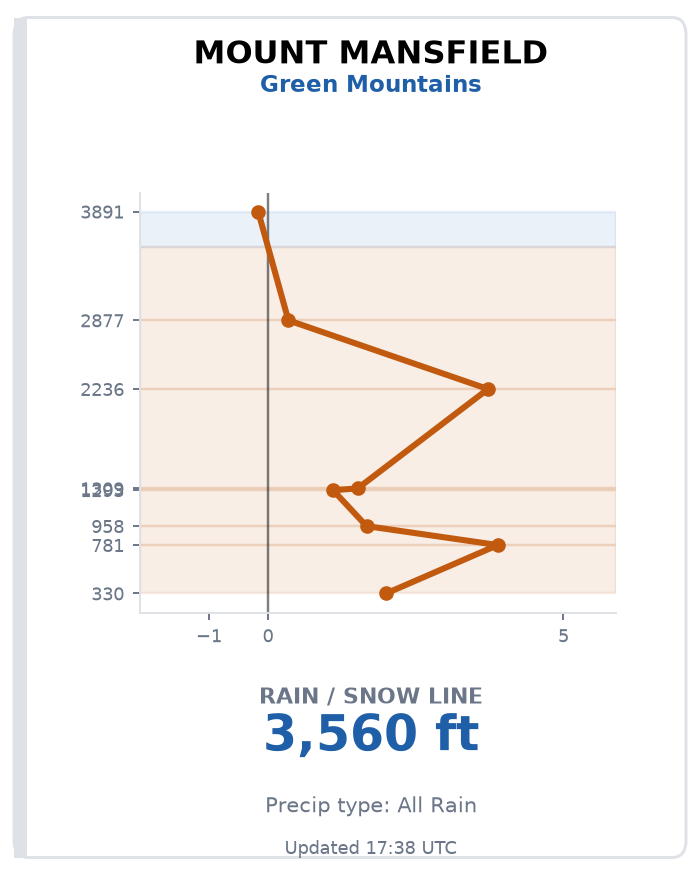 MOUNT MANSFIELD
Green Mountains
3891
2877
2236
958
781
330
−1 0 5
RAIN / SNOW LINE
3,560 ft
Precip type: All Rain
Updated 17:38 UTC